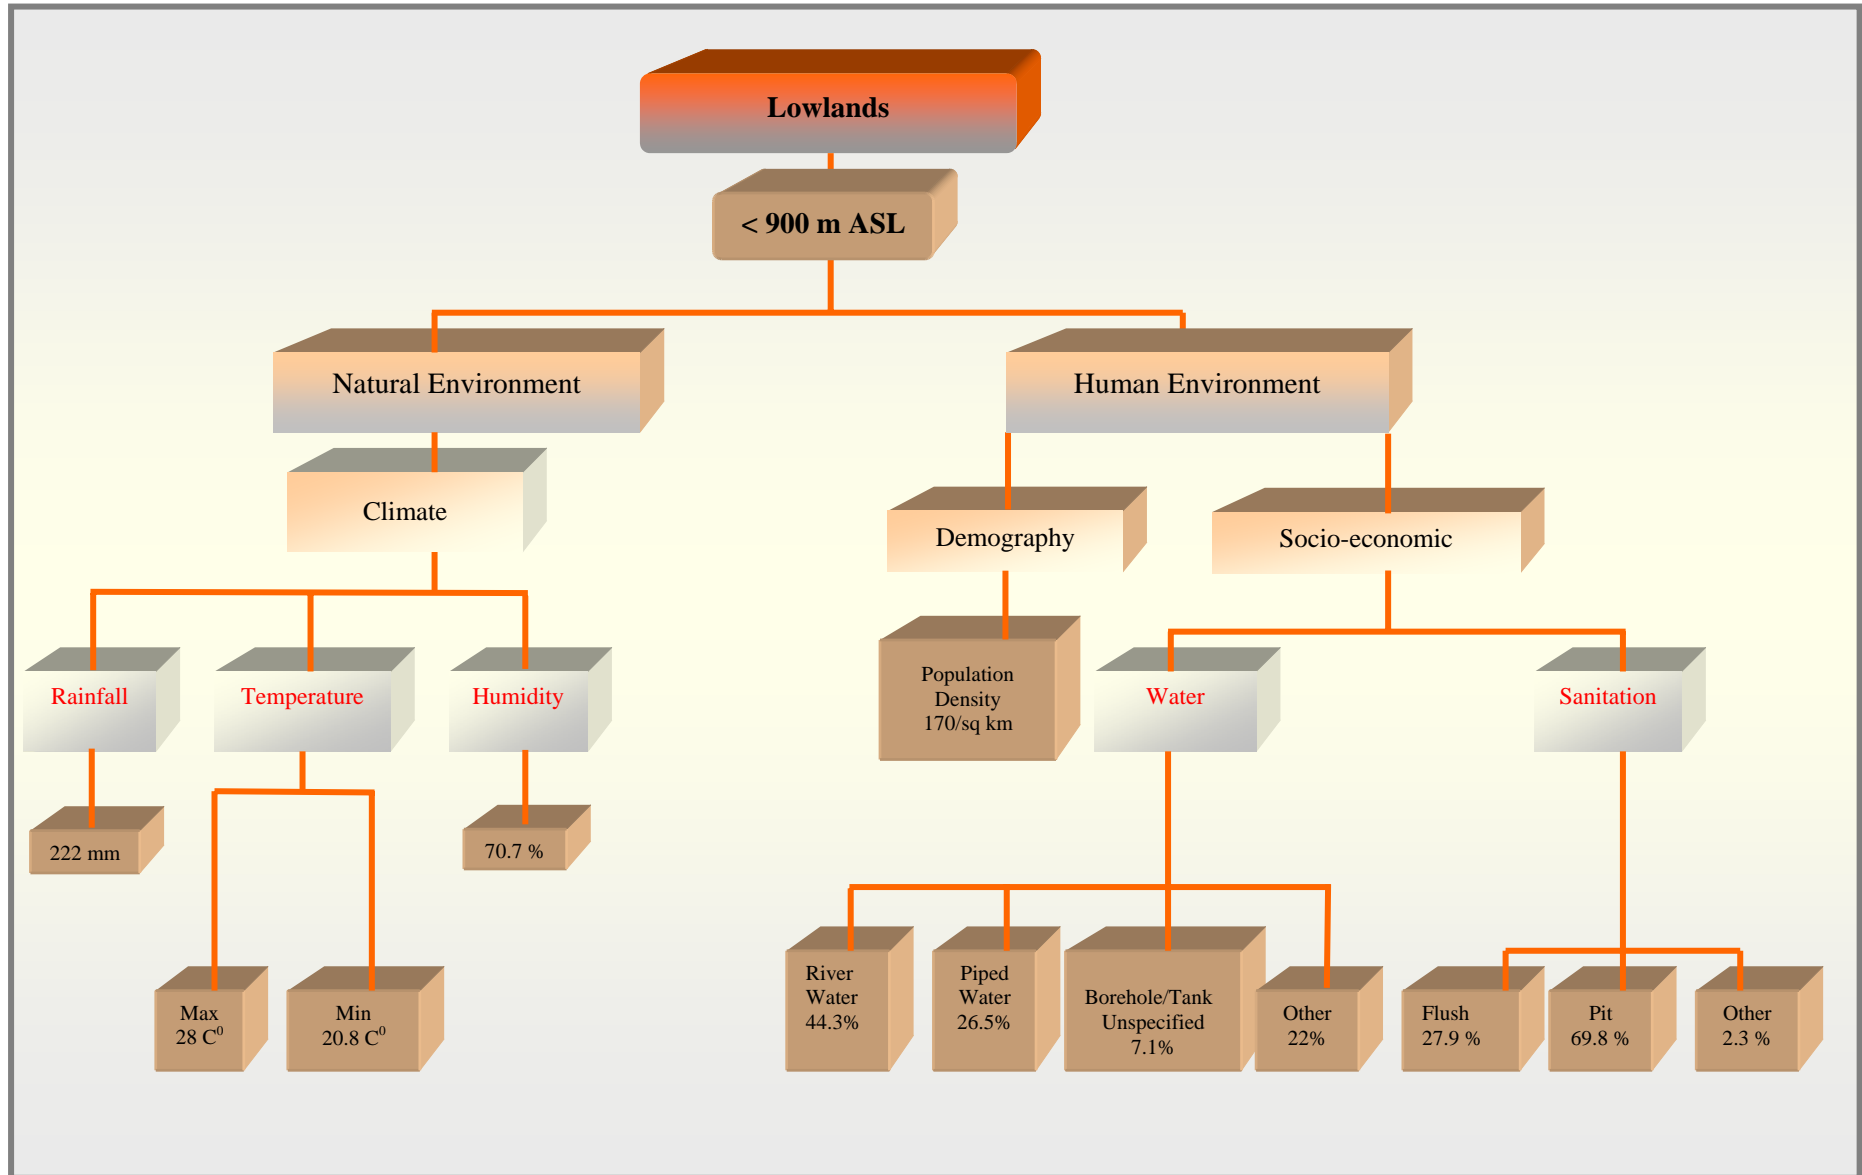 Lowlands
< 900 m ASL
Natural Environment
Human Environment
Climate
Demography
Socio-economic
Rainfall
Temperature
Humidity
Population
Density
170/sq km
Water
Sanitation
222 mm
70.7 %
Max
28 C⁰
Min
20.8 C⁰
River
Water
44.3%
Piped
Water
26.5%
Borehole/Tank
Unspecified
7.1%
Other
22%
Flush
27.9 %
Pit
69.8 %
Other
2.3 %